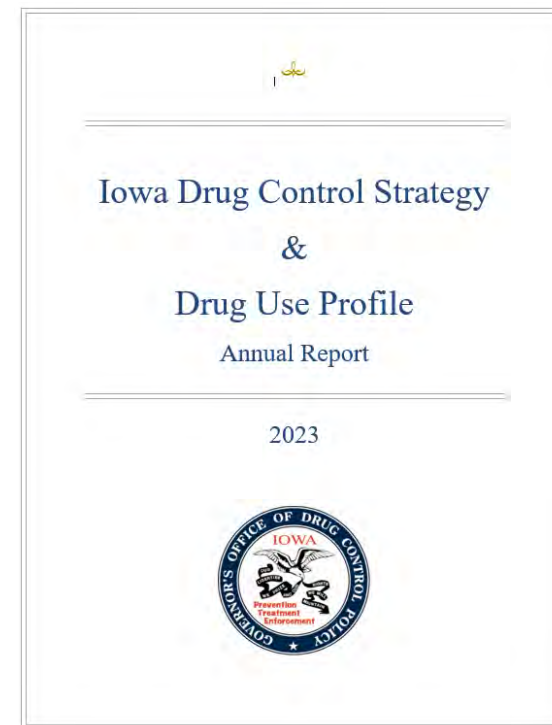 Iowa Drug Control Strategy
&
Drug Use Profile
Annual Report
2023
GOVERNOR'S OFFICE OF DRUG CONTROL POLICY
IOWA
Prevention
Treatment
Enforcement